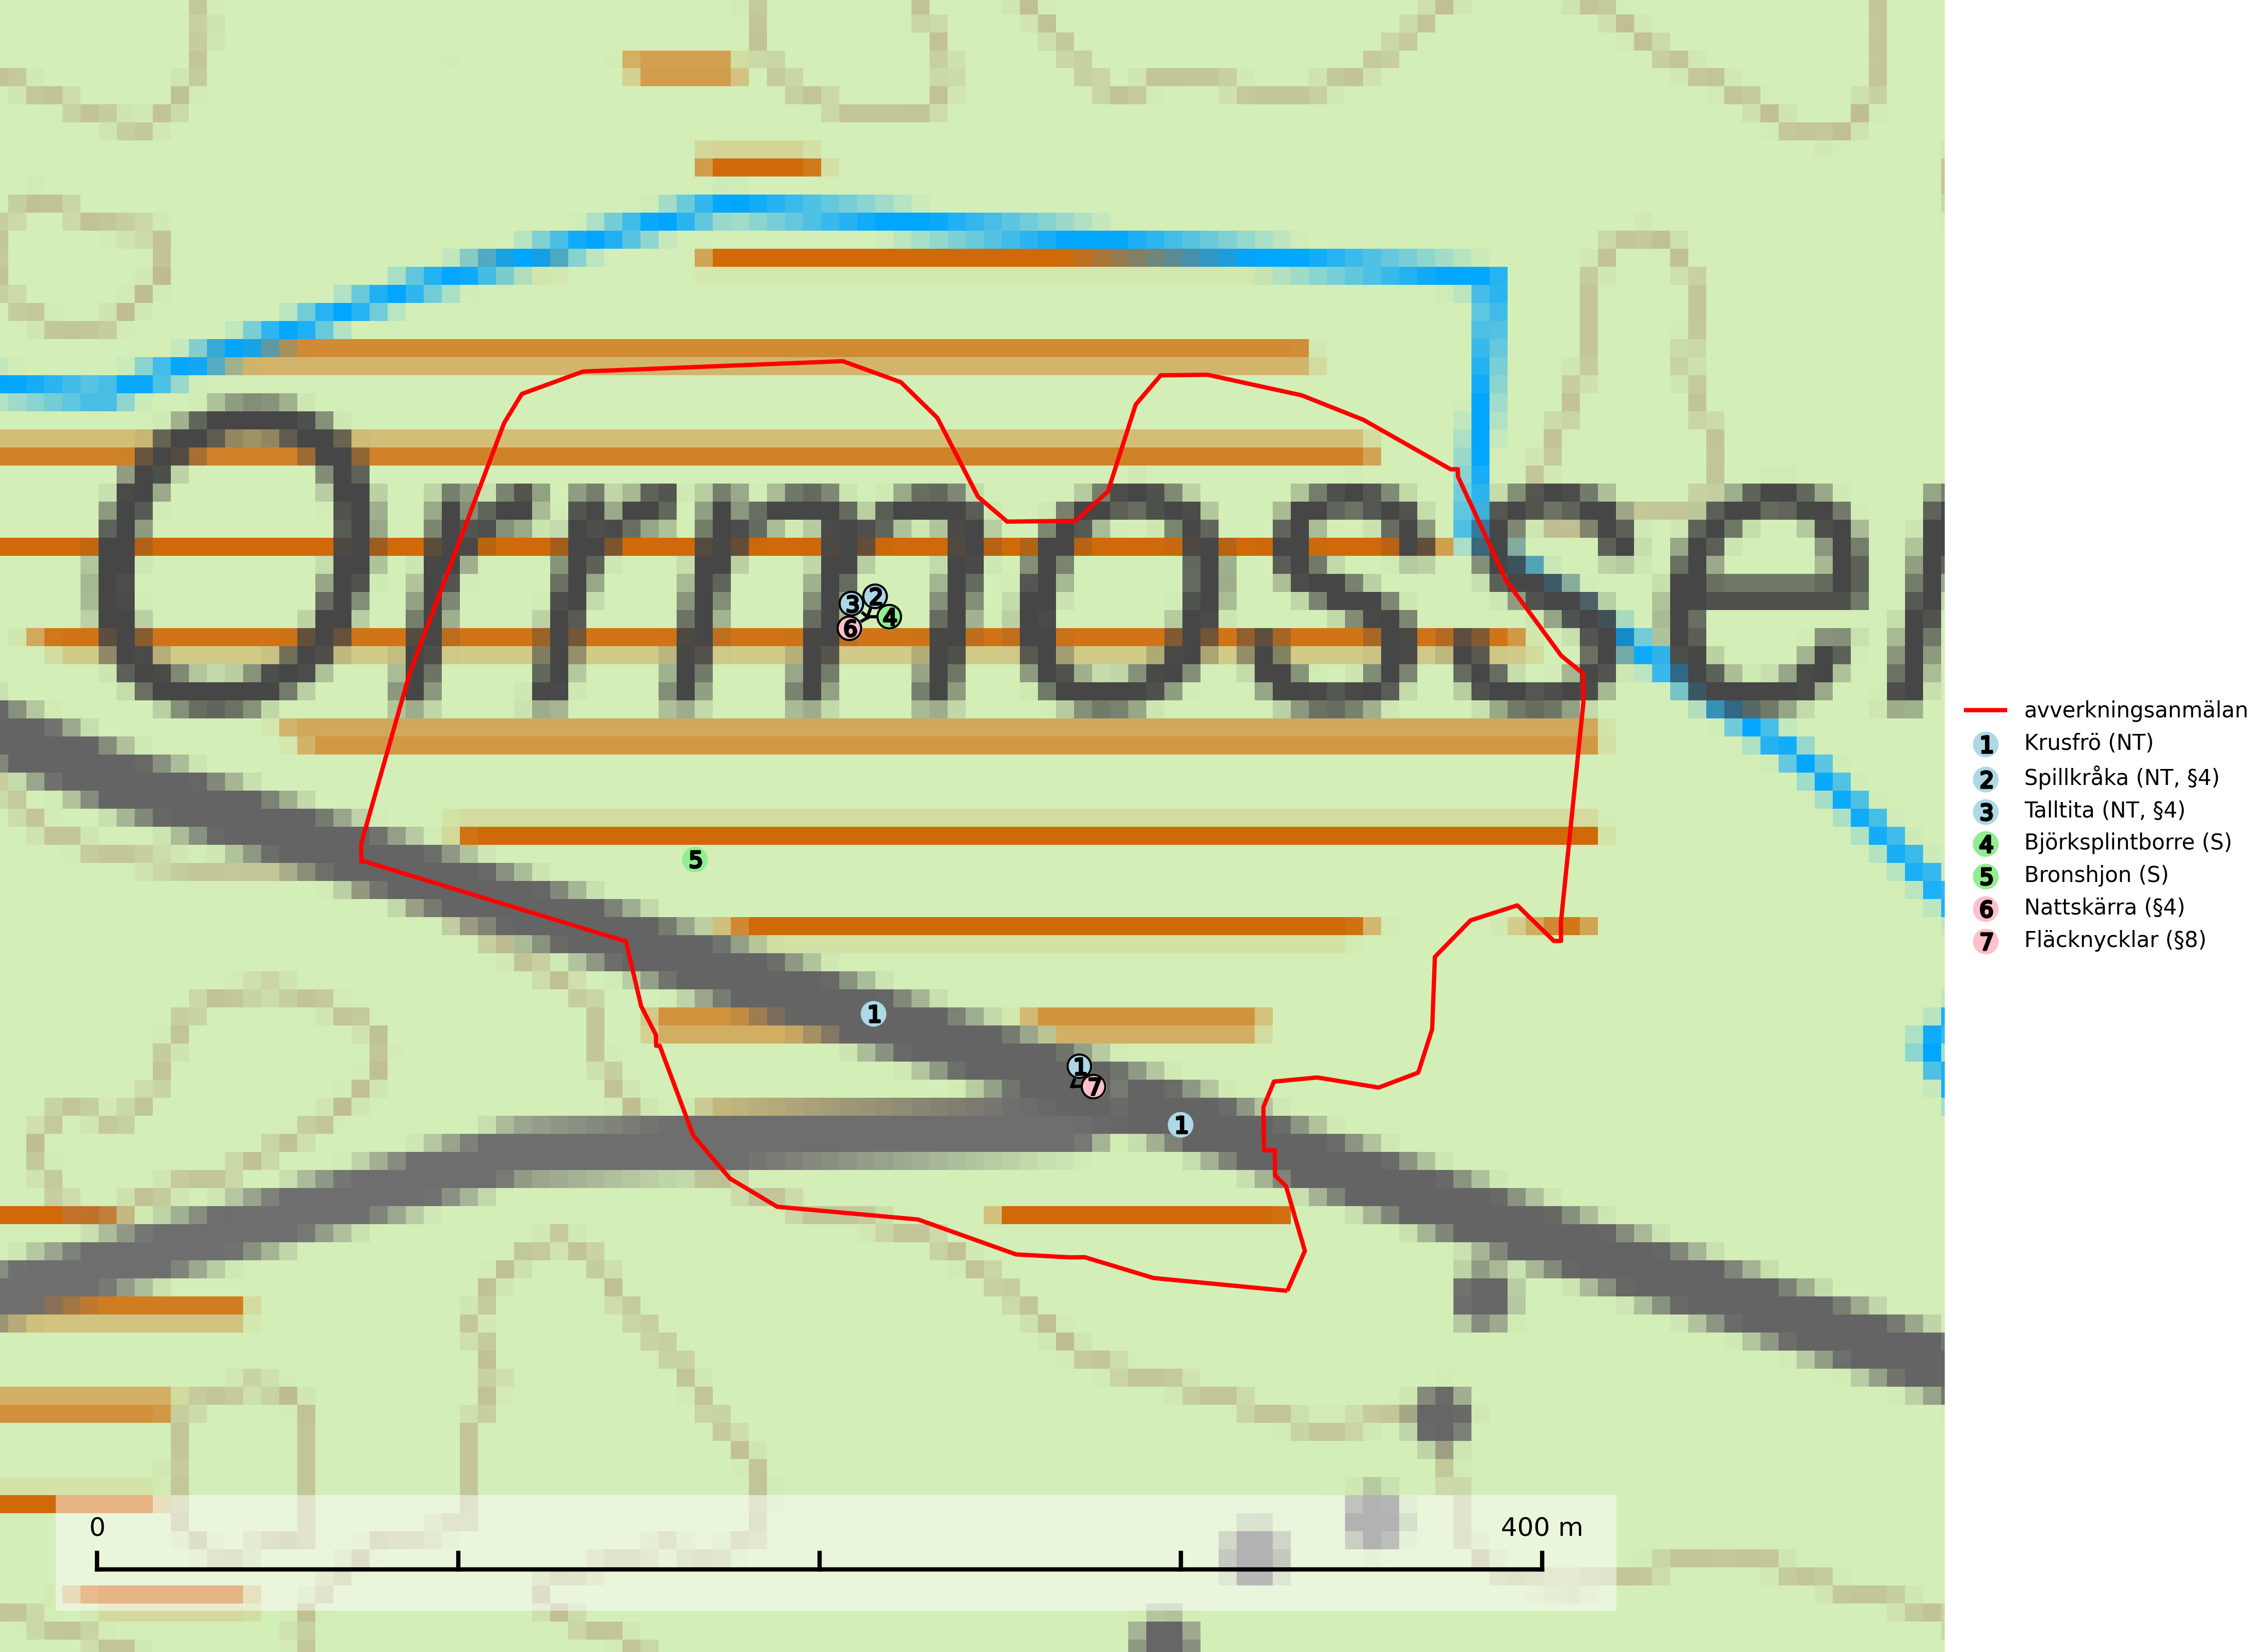 Ormossen
3
2
4
6
5
1
1
7
1
avverkningsanmälan
1 Krusfrö (NT)
2 Spillkråka (NT, §4)
3 Talltita (NT, §4)
4 Björksplintborre (S)
5 Bronshjon (S)
6 Nattskärra (§4)
7 Fläcknycklar (§8)
0 400 m